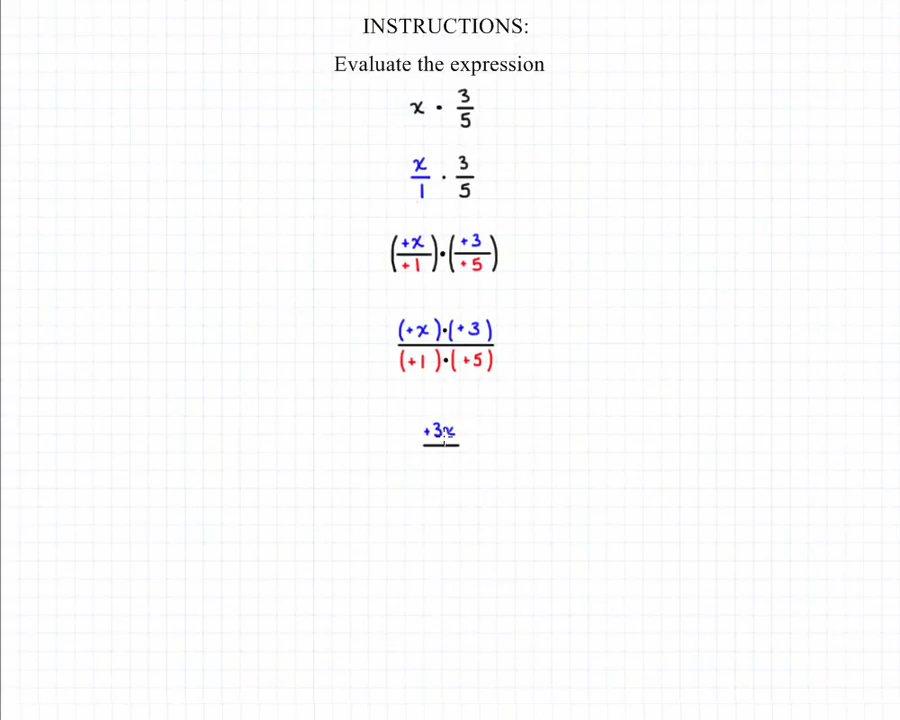 INSTRUCTIONS:
Evaluate the expression
x · 3/5
x/1 · 3/5
(+x/+1)·(+3/+5)
(+x)·(+3)
(+1)·(+5)
+3x